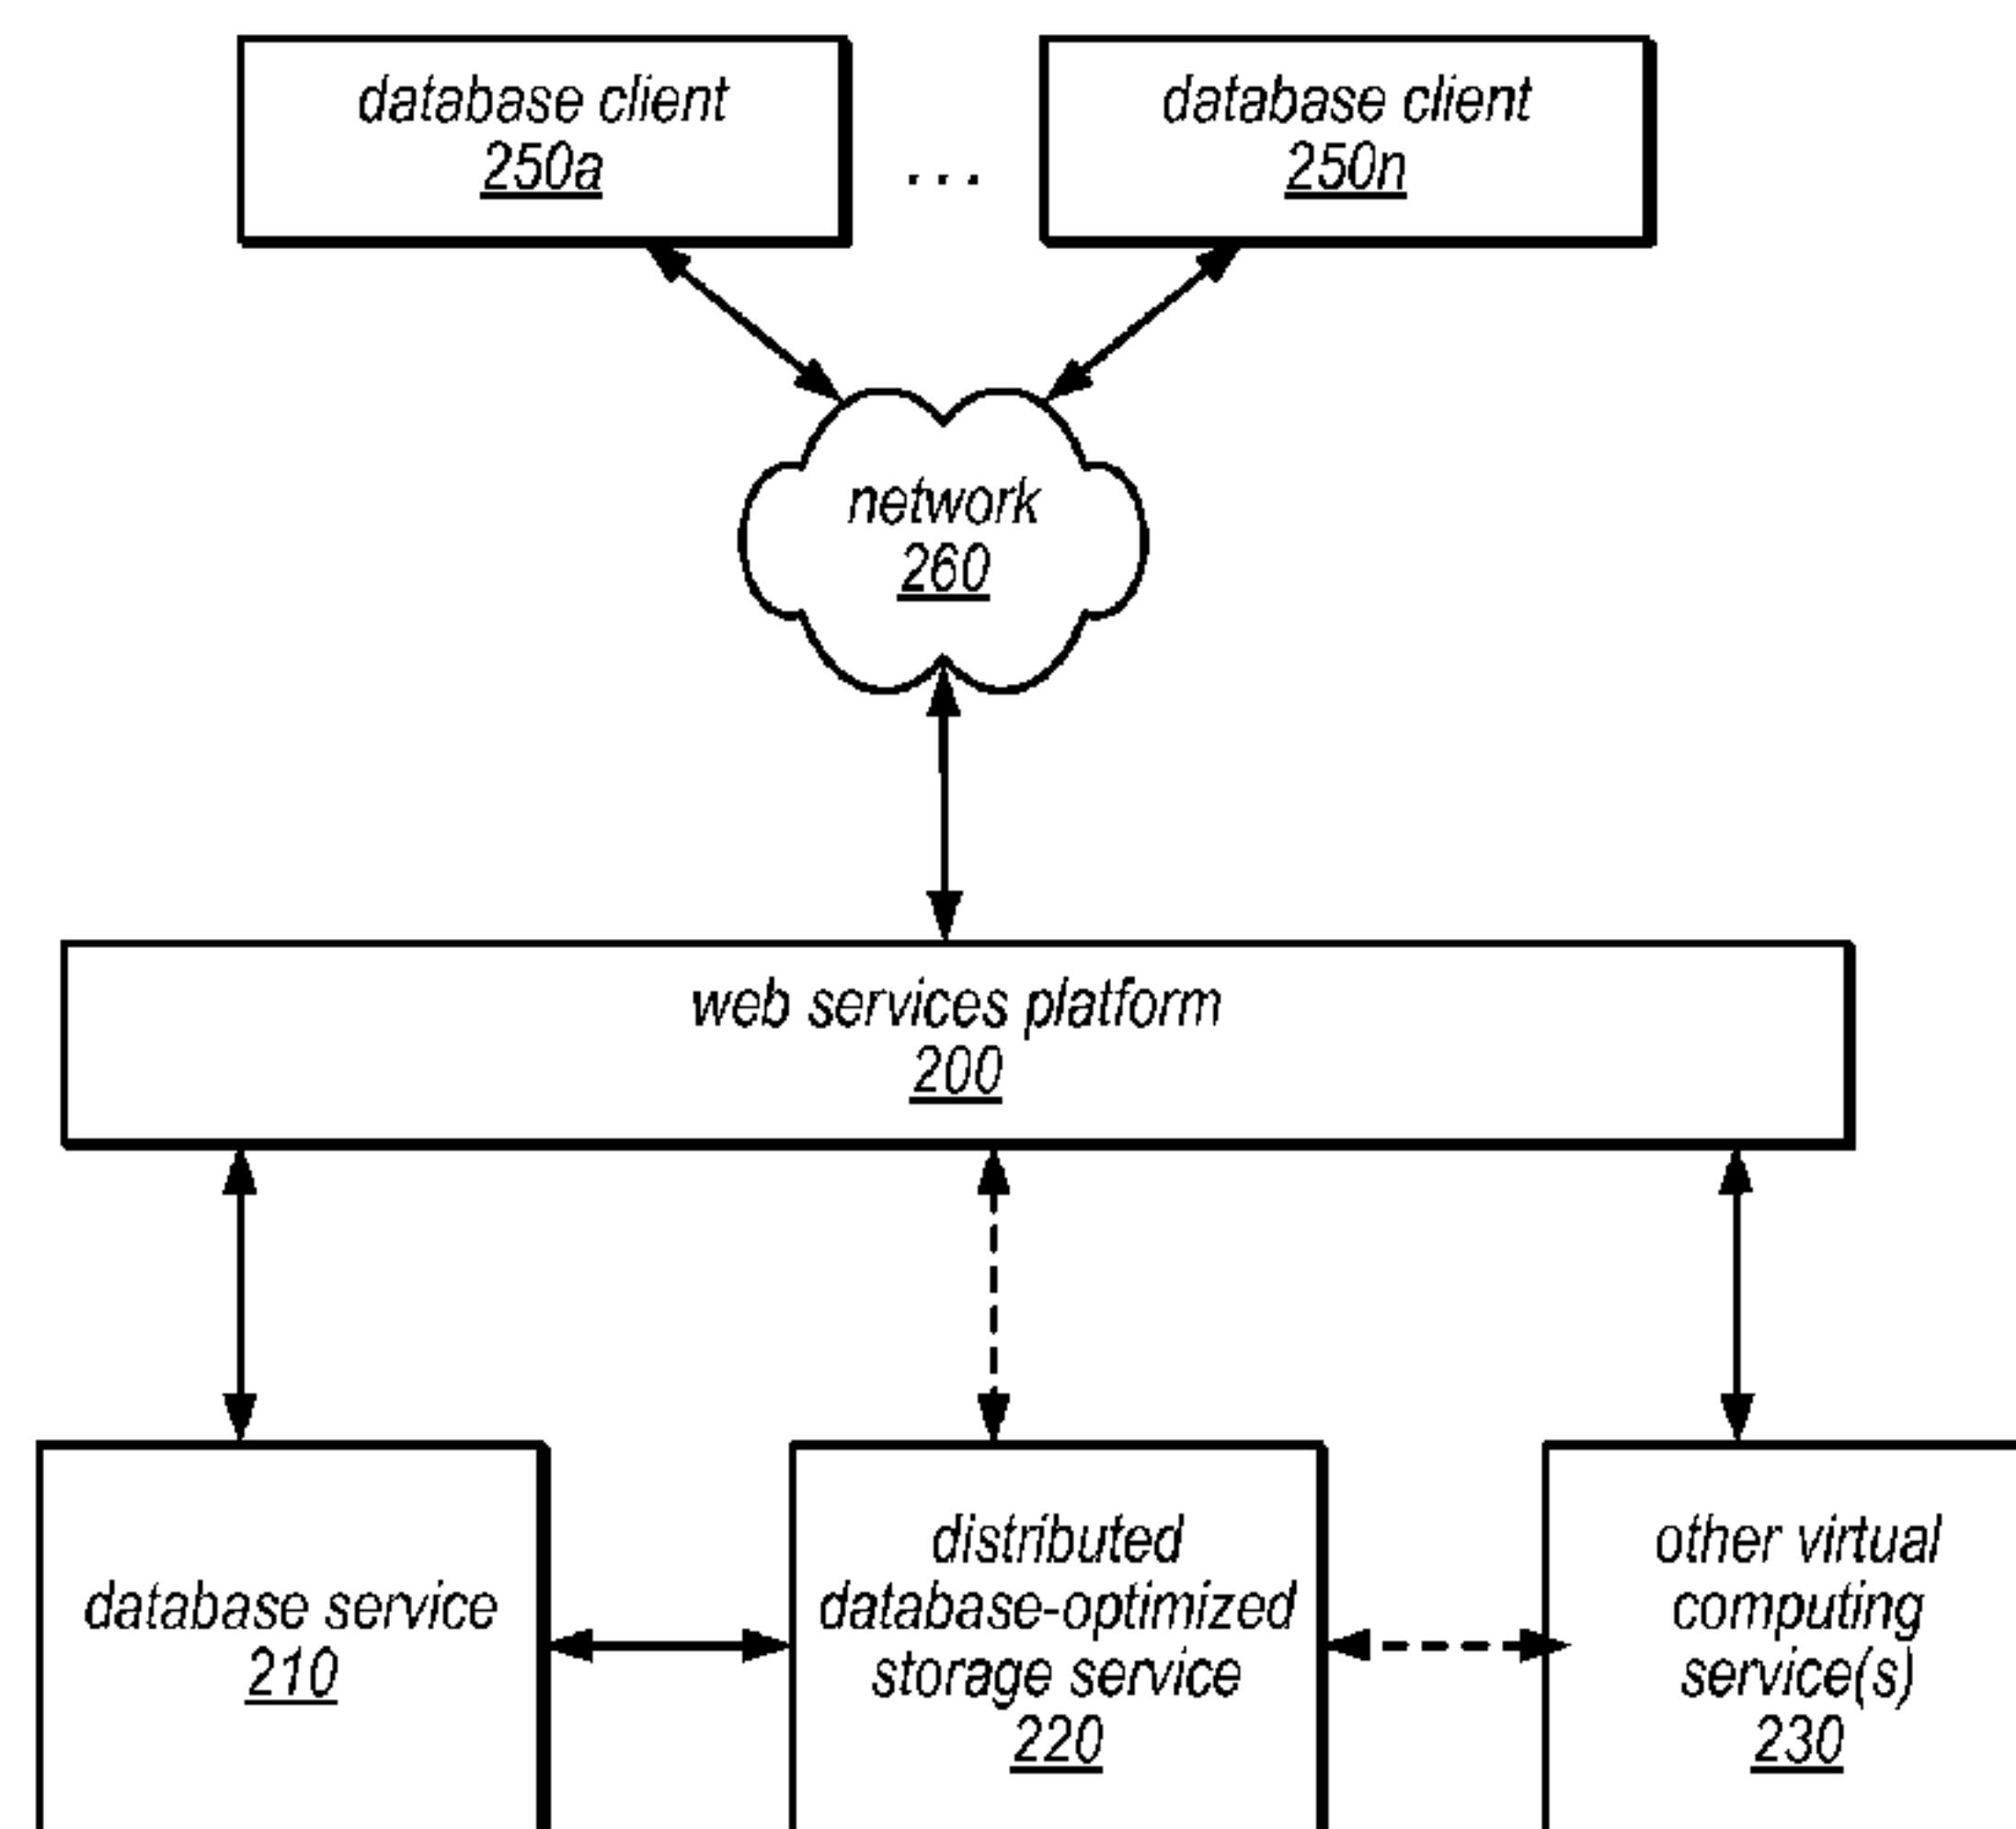 database client
250a
...
database client
250n
network
260
web services platform
200
database service
210
distributed
database-optimized
storage service
220
other virtual
computing
service(s)
230